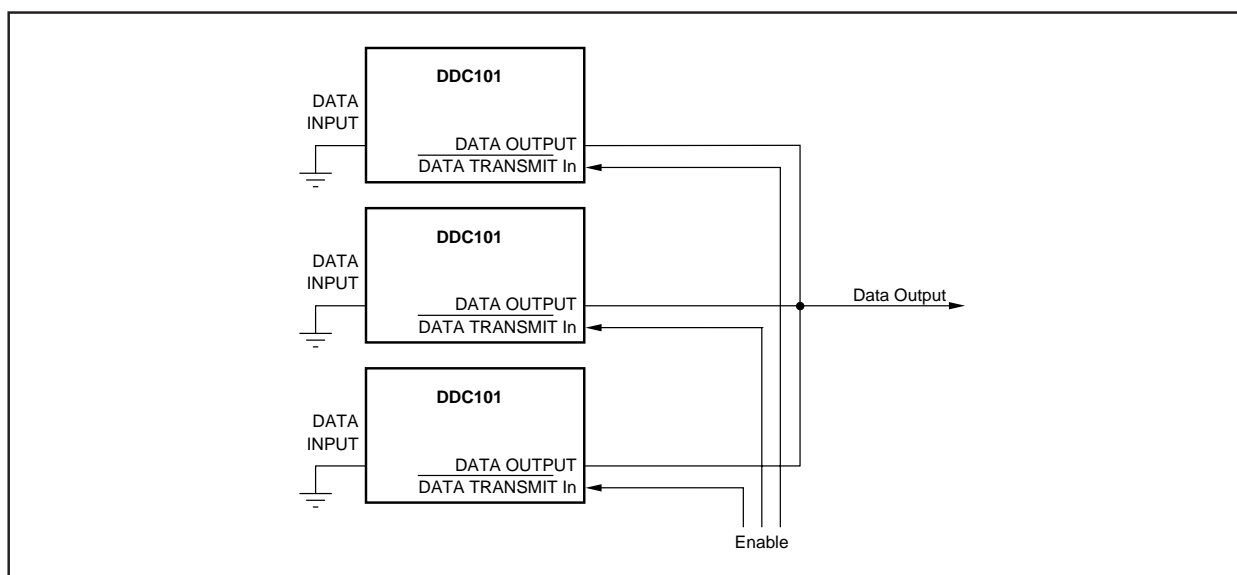 DDC101
DATA
INPUT
DATA OUTPUT
DATA TRANSMIT In
DDC101
DATA
INPUT
DATA OUTPUT
DATA TRANSMIT In
Data Output
DDC101
DATA
INPUT
DATA OUTPUT
DATA TRANSMIT In
Enable